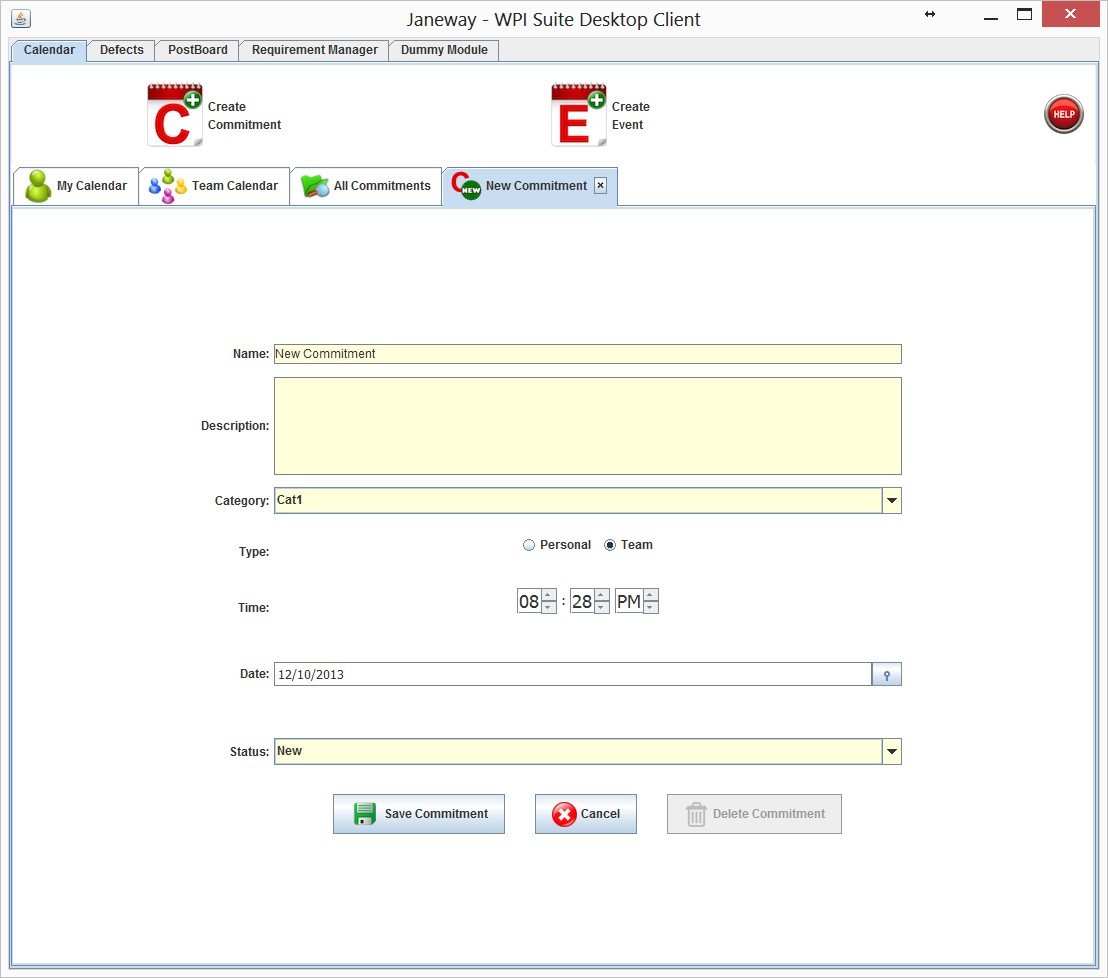 Janeway - WPI Suite Desktop Client
Calendar Defects PostBoard Requirement Manager Dummy Module
C Create Commitment
E Create Event
HELP
My Calendar Team Calendar All Commitments C NEW New Commitment
Name: New Commitment
Description:
Category: Cat1
Type: Personal Team
Time: 08 : 28 PM
Date: 12/10/2013
Status: New
Save Commitment Cancel Delete Commitment